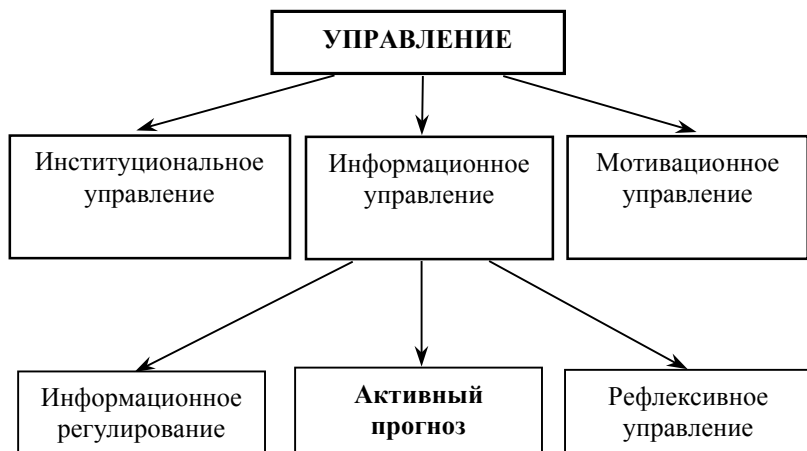 УПРАВЛЕНИЕ
Институциональное
управление
Информационное
управление
Мотивационное
управление
Информационное
регулирование
Активный
прогноз
Рефлексивное
управление